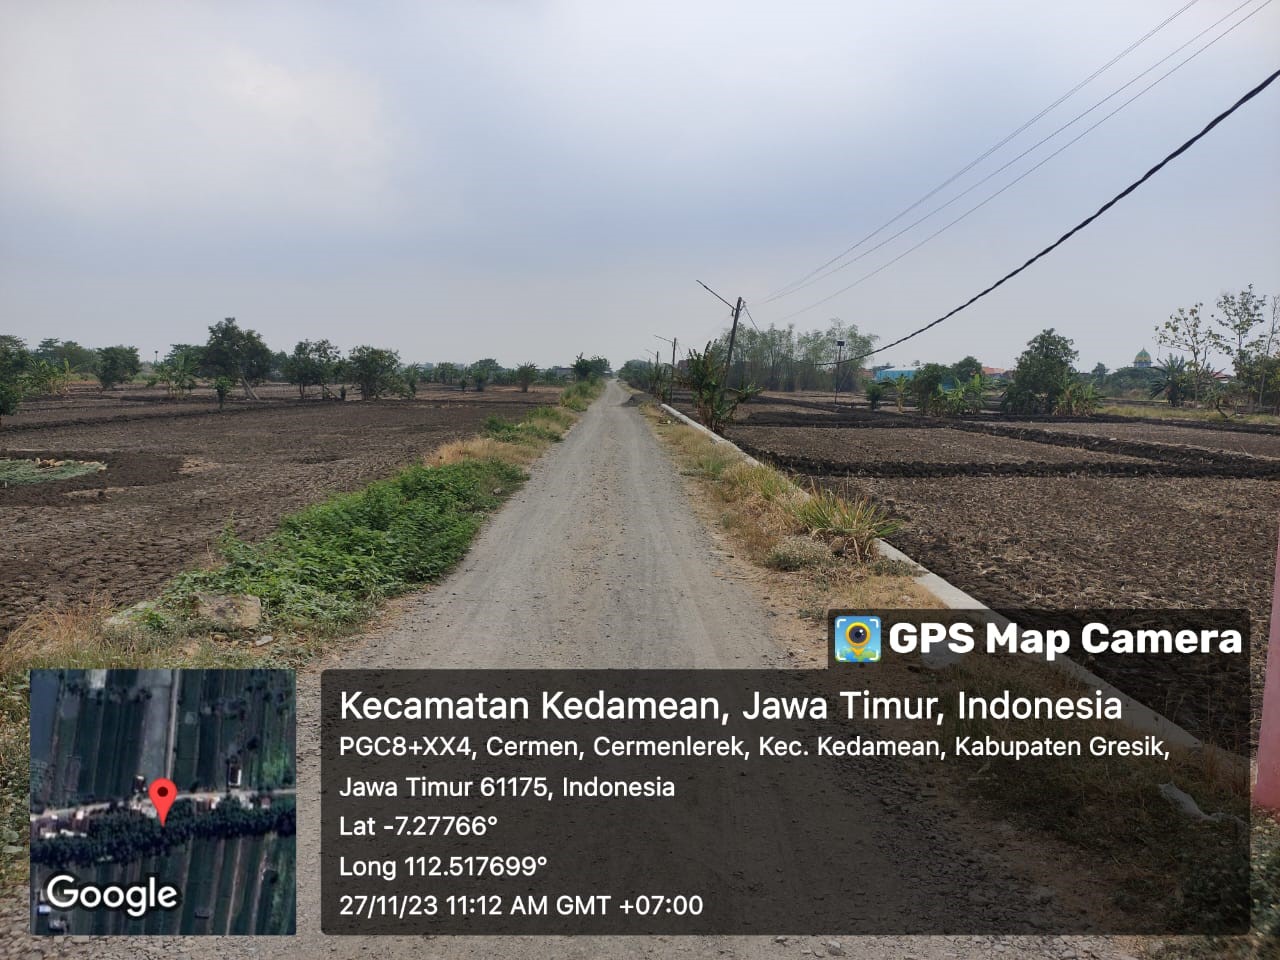 GPS Map Camera
Kecamatan Kedamean, Jawa Timur, Indonesia
PGC8+XX4, Cermen, Cermenlerek, Kec. Kedamean, Kabupaten Gresik,
Jawa Timur 61175, Indonesia
Lat -7.27766°
Long 112.517699°
27/11/23 11:12 AM GMT +07:00
Google